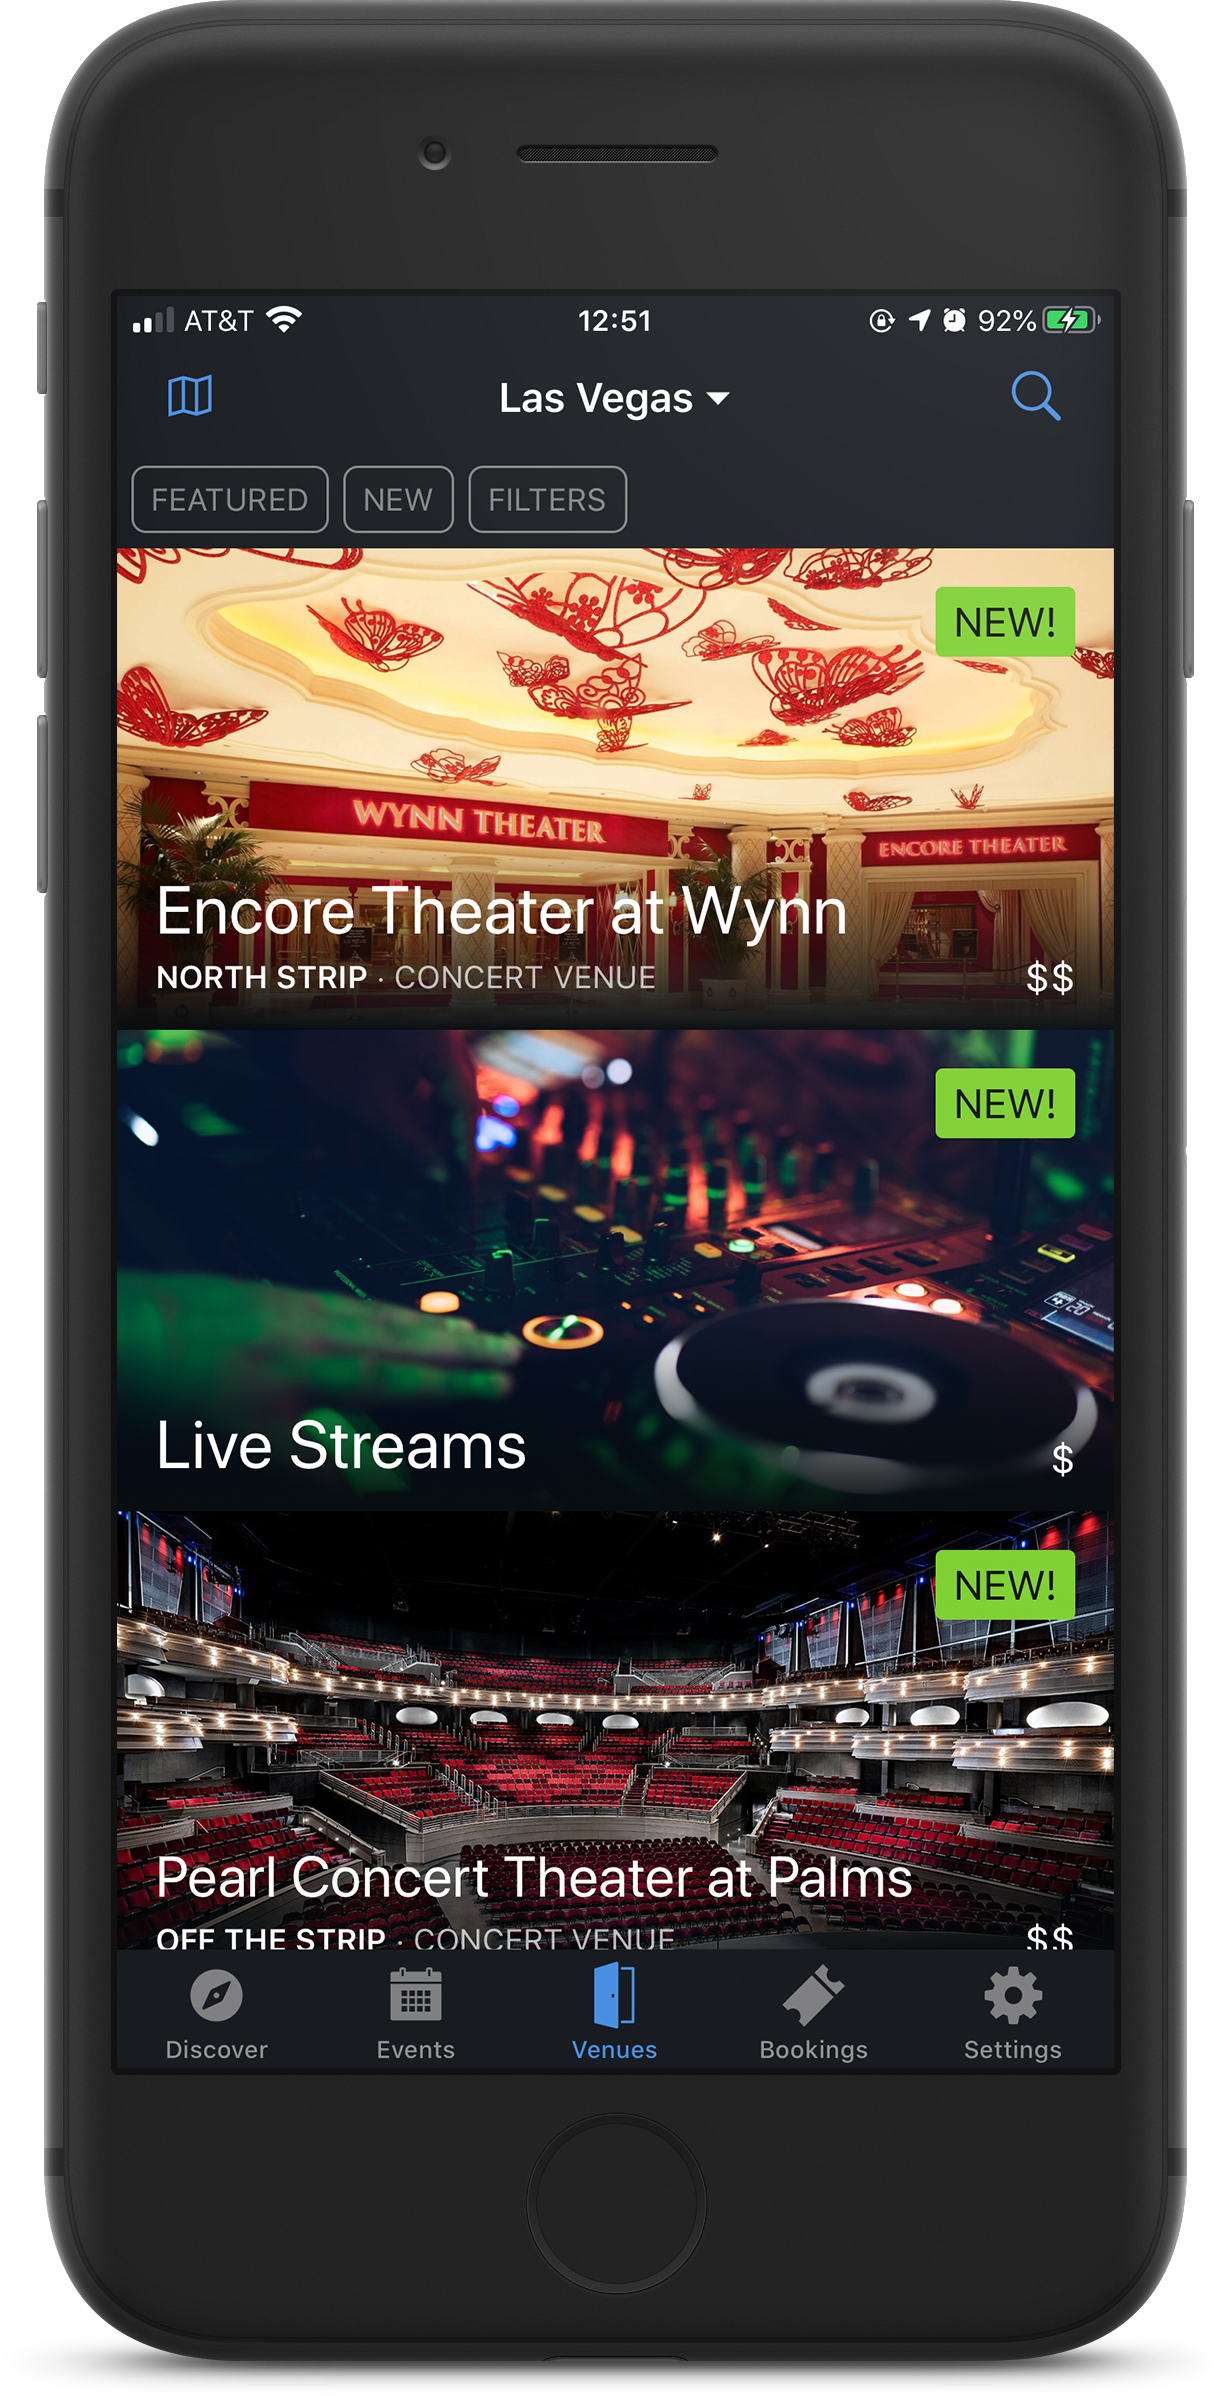 AT&T 12:51 92%
Las Vegas
FEATURED NEW FILTERS
NEW!
WYNN THEATER
ENCORE THEATER
Encore Theater at Wynn
NORTH STRIP · CONCERT VENUE $$
NEW!
Live Streams $
NEW!
Pearl Concert Theater at Palms
OFF THE STRIP · CONCERT VENUE $$
Discover Events Venues Bookings Settings